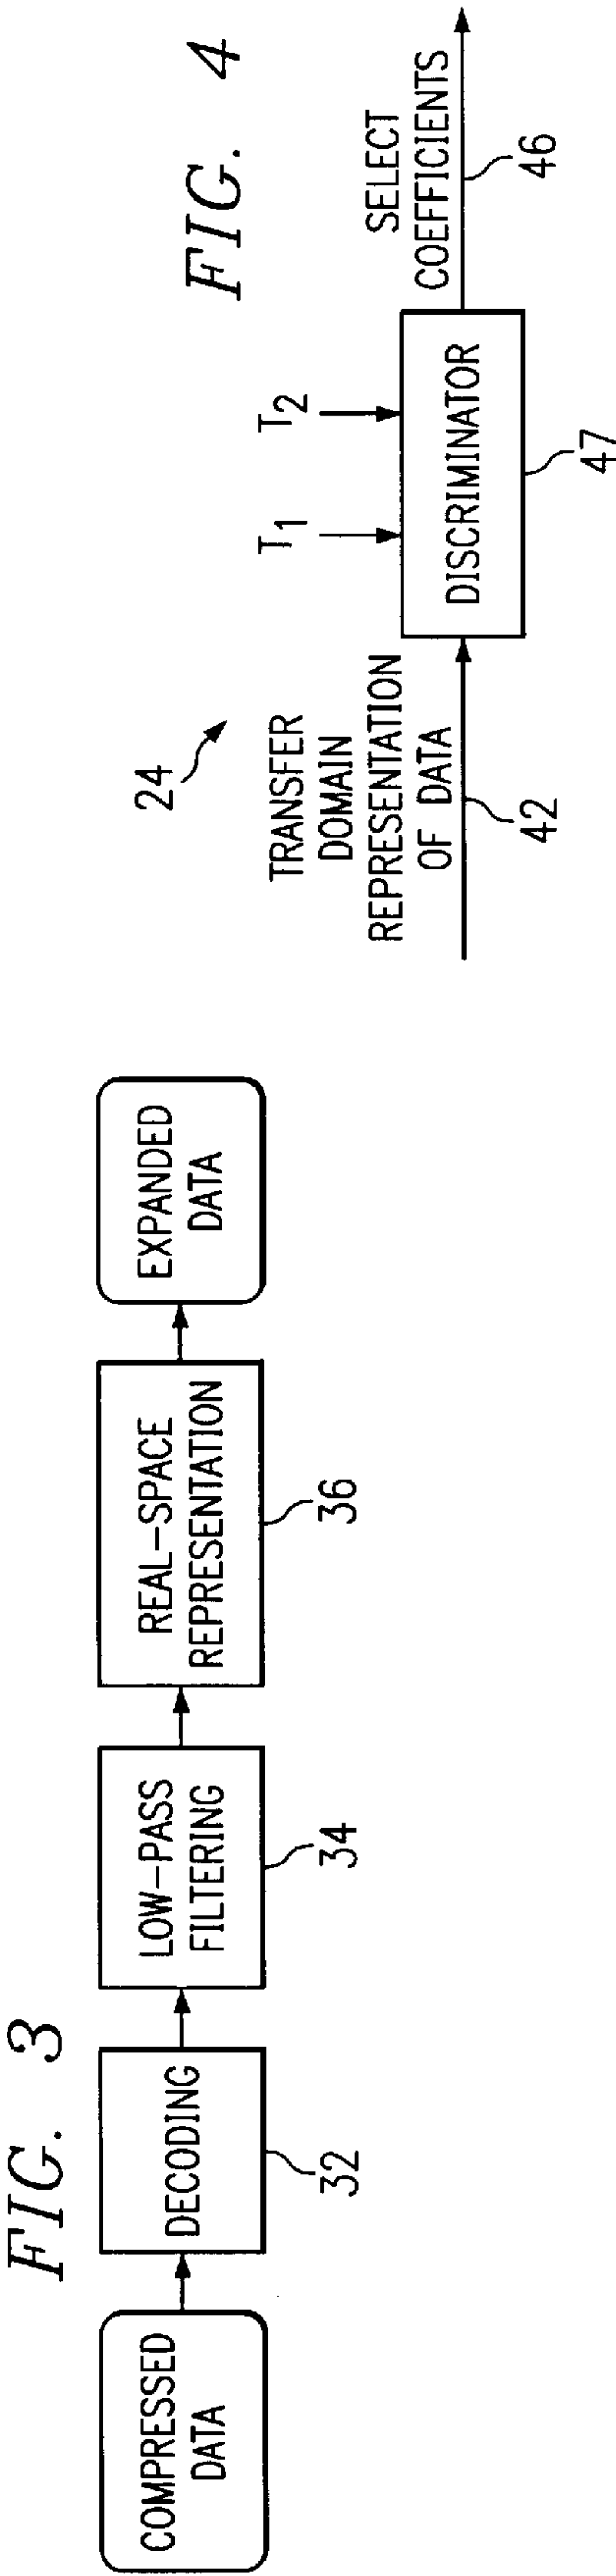 FIG. 3
COMPRESSED
DATA
DECODING
32
LOW-PASS
FILTERING
34
REAL-SPACE
REPRESENTATION
36
EXPANDED
DATA
FIG. 4
24
TRANSFER
DOMAIN
REPRESENTATION
OF DATA
42
T1
T2
DISCRIMINATOR
47
SELECT
COEFFICIENTS
46